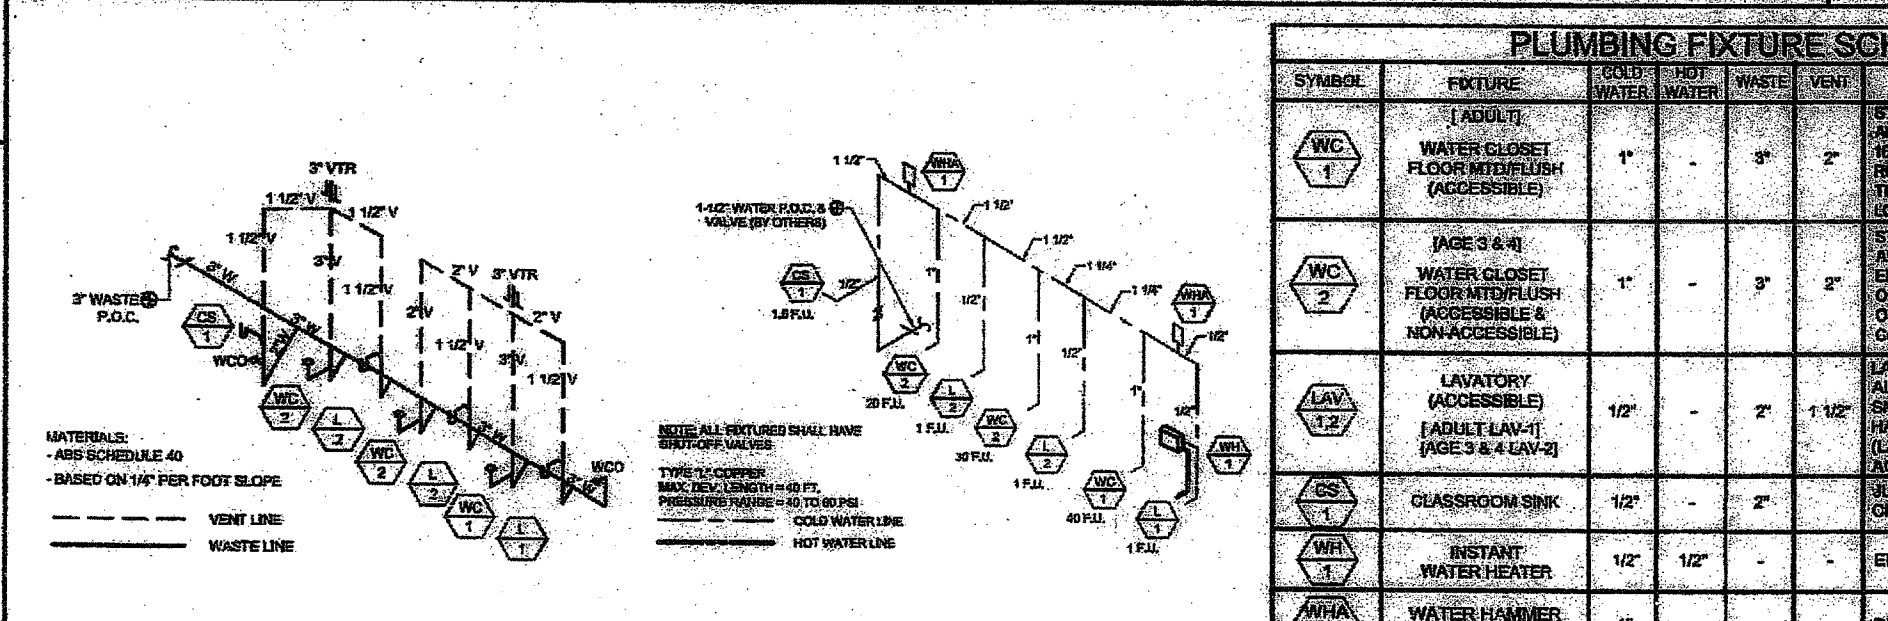 3" VTR
1 1/2" V
1 1/2" V
1 1/2" V
3" V
1 1/2" V
2" W
3" WASTE
P.O.C.
CS
1
3" W
WCO
2" V
3" VTR
2" V
2" V
1 1/2" V
3" V
1 1/2" V
WC
2
L
2
WC
2
L
2
WC
1
L
1
WCO
MATERIALS:
- ABS SCHEDULE 40
- BASED ON 1/4" PER FOOT SLOPE
VENT LINE
WASTE LINE
1 1/2"
WHA
1
1-1/2" WATER P.O.C. &
VALVE (BY OTHERS)
1 1/2"
1 1/2"
1 1/4"
1 1/4"
WHA
1
1/2"
CS
1
1/2"
1.5 F.U.
1"
1/2"
1"
1/2"
1"
1/2"
WC
2
20 F.U.
L
2
1 F.U.
WC
2
30 F.U.
L
2
1 F.U.
WC
1
40 F.U.
L
1
1 F.U.
WH
1
NOTE: ALL FIXTURED SHALL HAVE
SHUT-OFF VALVES
TYPE "L" COPPER
MAX. DEV. LENGTH = 40 FT.
PRESSURE RANGE = 40 TO 60 PSI
COLD WATER LINE
HOT WATER LINE
PLUMBING FIXTURE SCH
SYMBOL FIXTURE COLD WATER HOT WATER WASTE VENT
WC
1
[ ADULT]
WATER CLOSET
FLOOR MTD/FLUSH
(ACCESSIBLE)
1" - 3" 2"
WC
2
[AGE 3 & 4]
WATER CLOSET
FLOOR MTD/FLUSH
(ACCESSIBLE &
NON-ACCESSIBLE)
1" - 3" 2"
LAV
1,2
LAVATORY
(ACCESSIBLE)
[ ADULT LAV-1]
[AGE 3 & 4 LAV-2]
1/2" - 2" 1 1/2"
CS
1
CLASSROOM SINK
1/2" - 2"
WH
1
INSTANT
WATER HEATER
1/2" 1/2" - -
WHA
WATER HAMMER